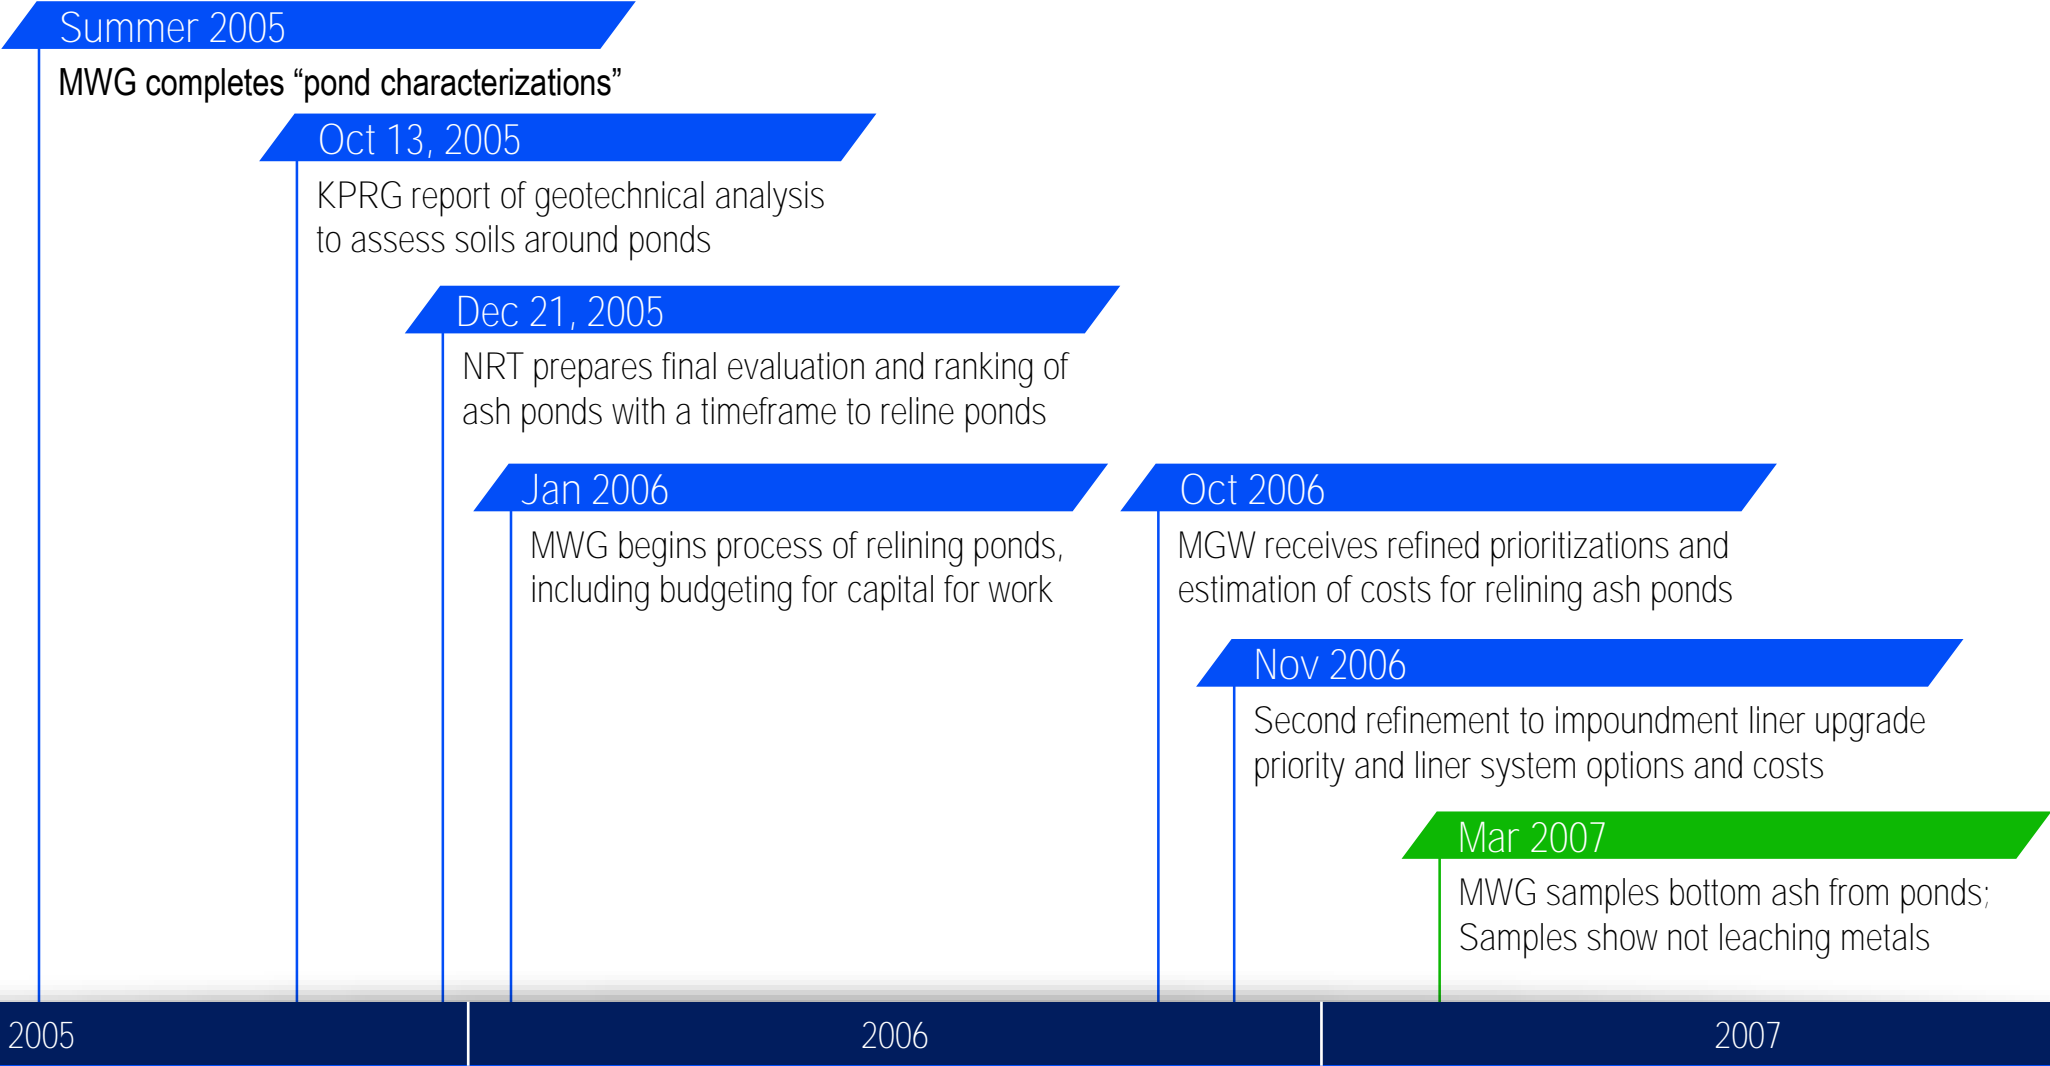 Summer 2005
MWG completes “pond characterizations”
Oct 13, 2005
KPRG report of geotechnical analysis
to assess soils around ponds
Dec 21, 2005
NRT prepares final evaluation and ranking of
ash ponds with a timeframe to reline ponds
Jan 2006
MWG begins process of relining ponds,
including budgeting for capital for work
Oct 2006
MGW receives refined prioritizations and
estimation of costs for relining ash ponds
Nov 2006
Second refinement to impoundment liner upgrade
priority and liner system options and costs
Mar 2007
MWG samples bottom ash from ponds;
Samples show not leaching metals
2005
2006
2007